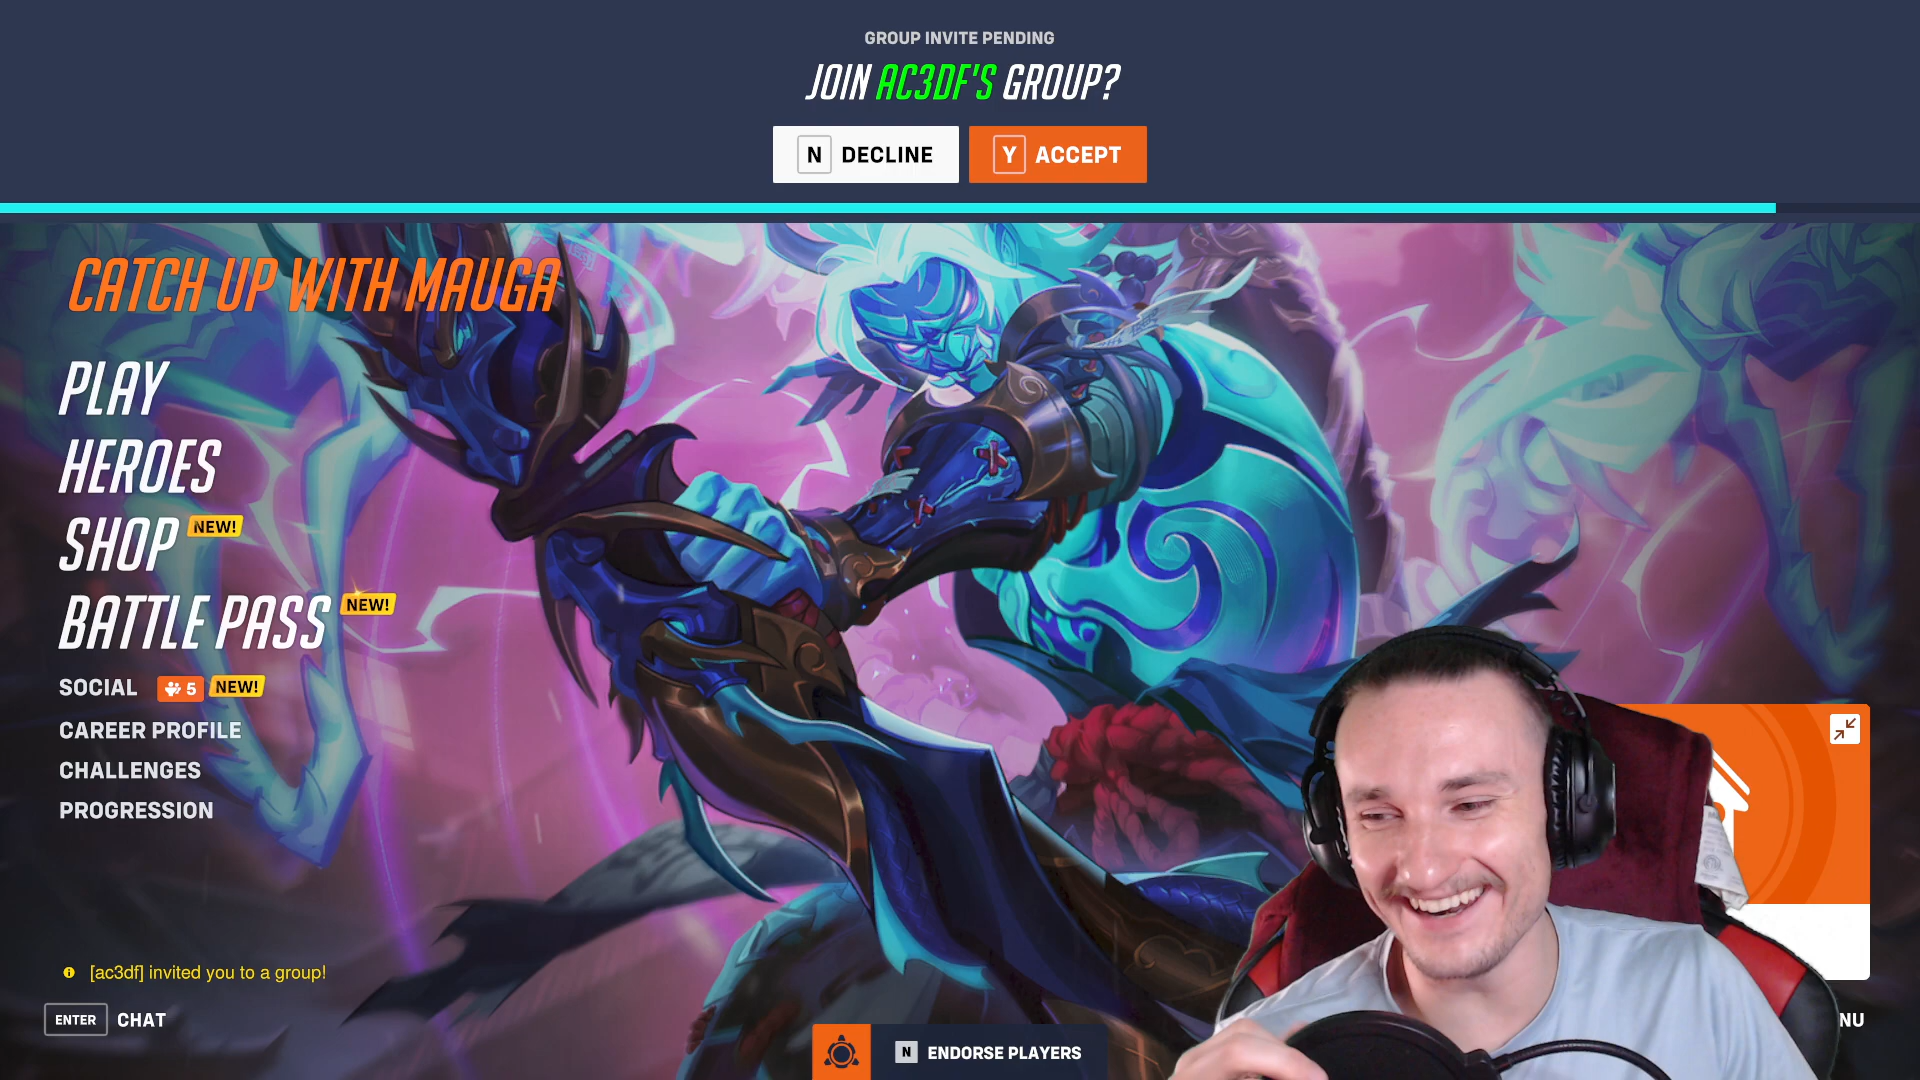 GROUP INVITE PENDING
JOIN AC3DF'S GROUP?
N DECLINE
Y ACCEPT
CATCH UP WITH MAUGA
PLAY
HEROES
SHOP NEW!
BATTLE PASS NEW!
SOCIAL 5 NEW!
CAREER PROFILE
CHALLENGES
PROGRESSION
[ac3df] invited you to a group!
ENTER CHAT
N ENDORSE PLAYERS
NU